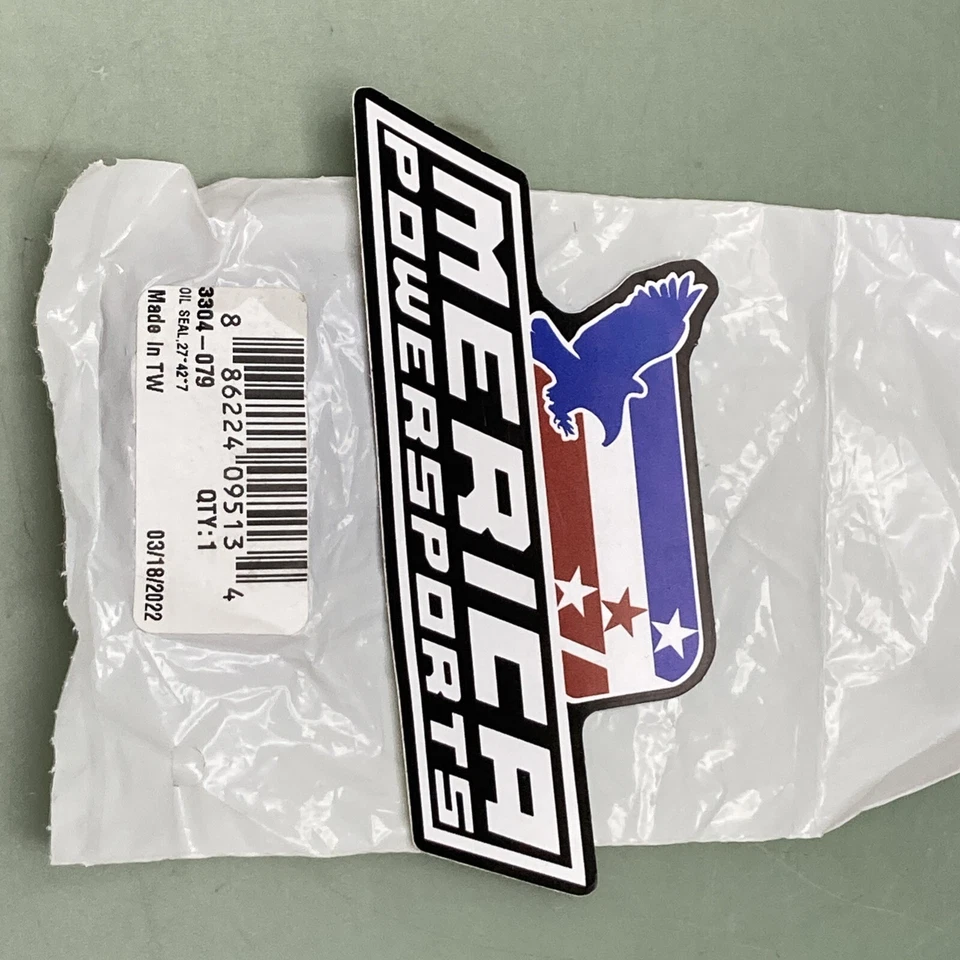 MERICA
POWERSPORTS
8 86224 09513 4
3304-079 QTY:1
OIL SEAL,27*42*7
Made In TW 03/18/2022